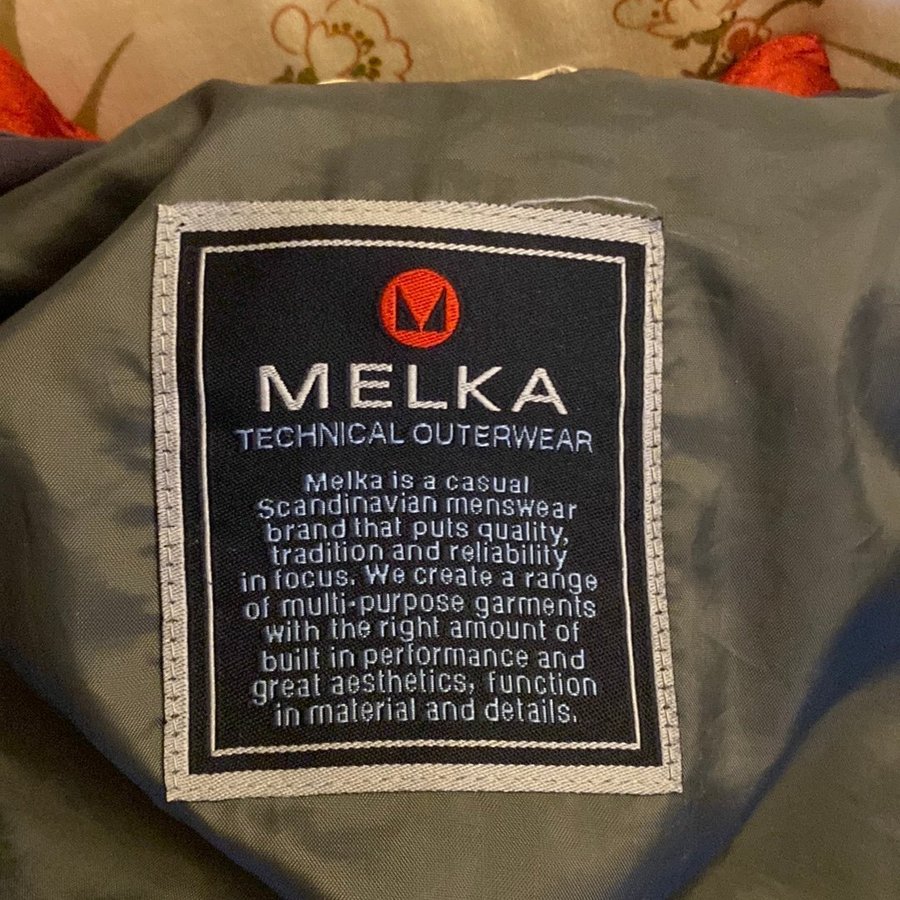 M
MELKA
TECHNICAL OUTERWEAR
Melka is a casual
Scandinavian menswear
brand that puts quality,
tradition and reliability
in focus. We create a range
of multi-purpose garments
with the right amount of
built in performance and
great aesthetics, function
in material and details.